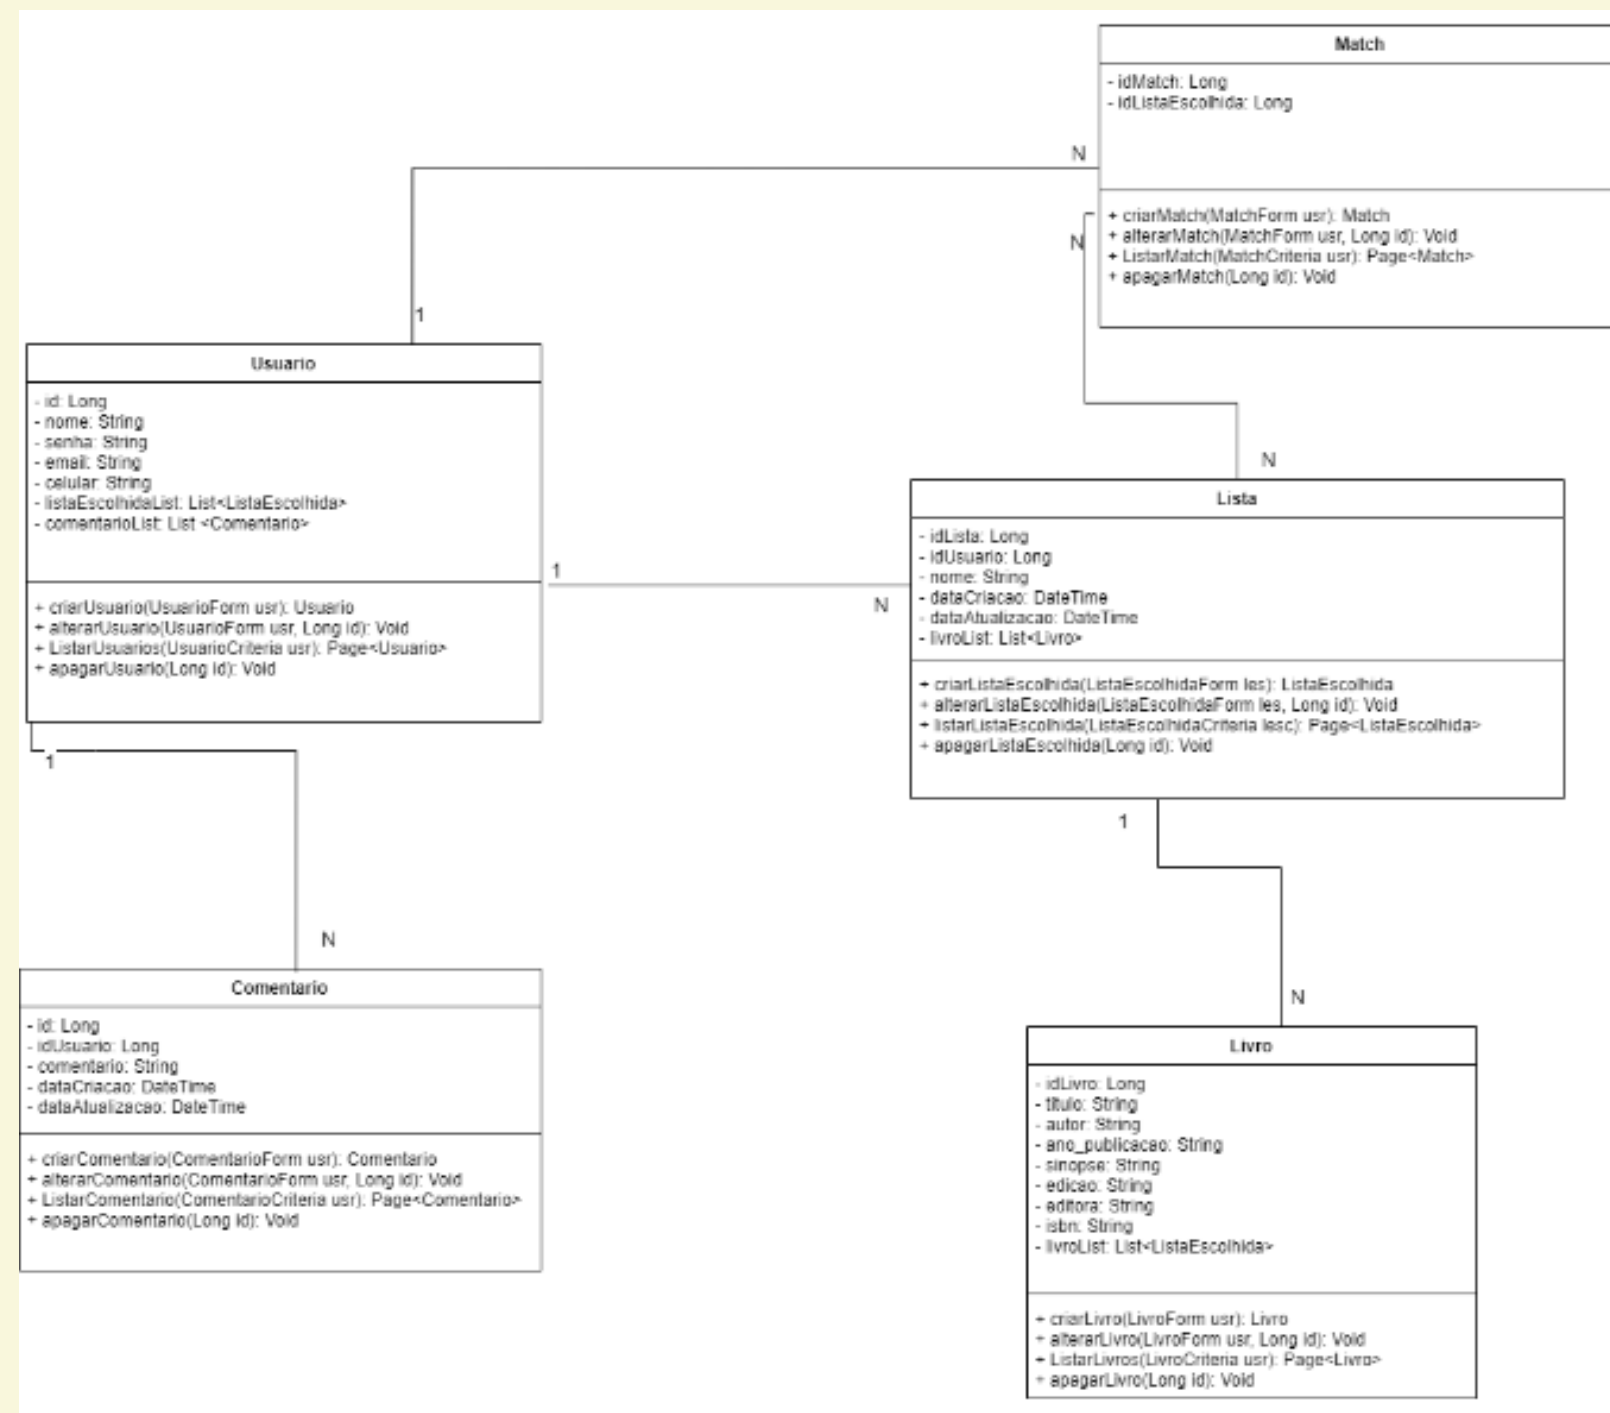 Match
- idMatch: Long
- idListaEscolhida: Long
N
+ criarMatch(MatchForm usr): Match
+ alterarMatch(MatchForm usr, Long id): Void
+ ListarMatch(MatchCriteria usr): Page<Match>
+ apagarMatch(Long id): Void
N
1
Usuario
- id: Long
- nome: String
- senha: String
- email: String
- celular: String
- listaEscolhidaList: List<ListaEscolhida>
- comentarioList: List <Comentario>
+ criarUsuario(UsuarioForm usr): Usuario
+ alterarUsuario(UsuarioForm usr, Long id): Void
+ ListarUsuarios(UsuarioCriteria usr): Page<Usuario>
+ apagarUsuario(Long id): Void
1
N
N
Lista
- idLista: Long
- idUsuario: Long
- nome: String
- dataCriacao: DateTime
- dataAtualizacao: DateTime
- livroList: List<Livro>
+ criarListaEscolhida(ListaEscolhidaForm les): ListaEscolhida
+ alterarListaEscolhida(ListaEscolhidaForm les, Long id): Void
+ listarListaEscolhida(ListaEscolhidaCriteria lesc): Page<ListaEscolhida>
+ apagarListaEscolhida(Long id): Void
1
1
N
N
Comentario
- id: Long
- idUsuario: Long
- comentario: String
- dataCriacao: DateTime
- dataAtualizacao: DateTime
+ criarComentario(ComentarioForm usr): Comentario
+ alterarComentario(ComentarioForm usr, Long id): Void
+ ListarComentario(ComentarioCriteria usr): Page<Comentario>
+ apagarComentario(Long id): Void
Livro
- idLivro: Long
- titulo: String
- autor: String
- ano_publicacao: String
- sinopse: String
- edicao: String
- editora: String
- isbn: String
- livroList: List<ListaEscolhida>
+ criarLivro(LivroForm usr): Livro
+ alterarLivro(LivroForm usr, Long id): Void
+ ListarLivros(LivroCriteria usr): Page<Livro>
+ apagarLivro(Long id): Void